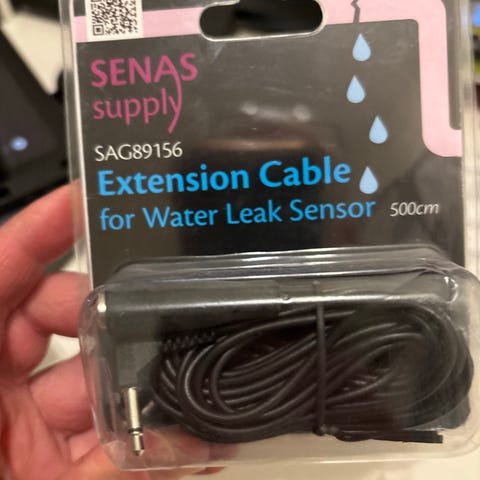 SENAS
supply
SAG89156
Extension Cable
for Water Leak Sensor 500cm